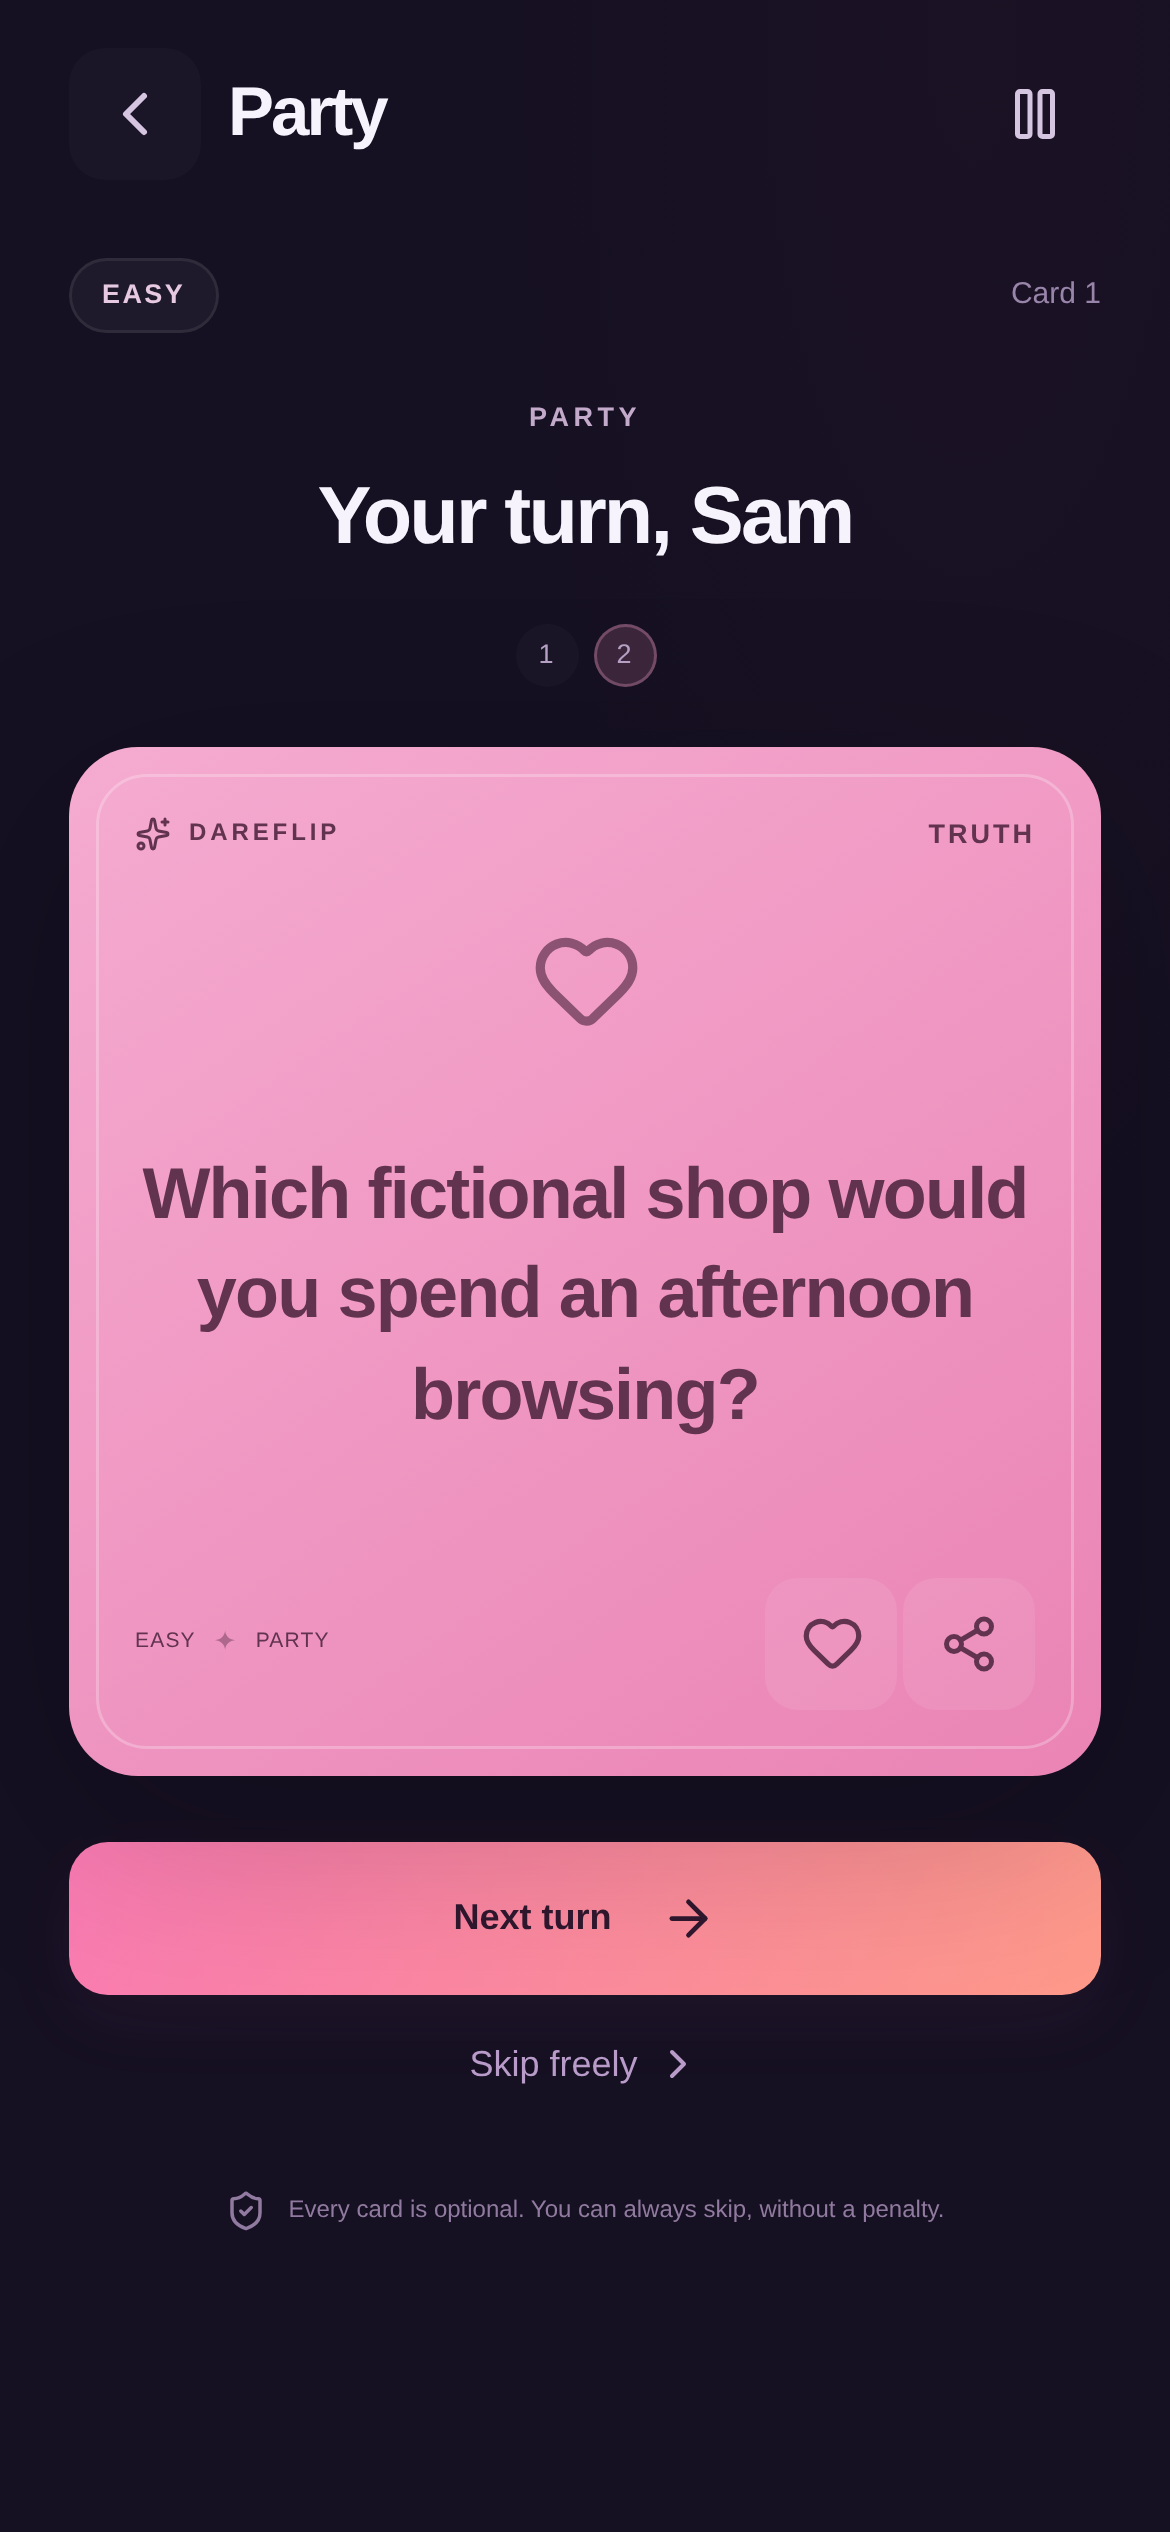 Party
EASY
Card 1
PARTY
Your turn, Sam
1
2
DAREFLIP
TRUTH
Which fictional shop would
you spend an afternoon
browsing?
EASY ✦ PARTY
Next turn
Skip freely
Every card is optional. You can always skip, without a penalty.